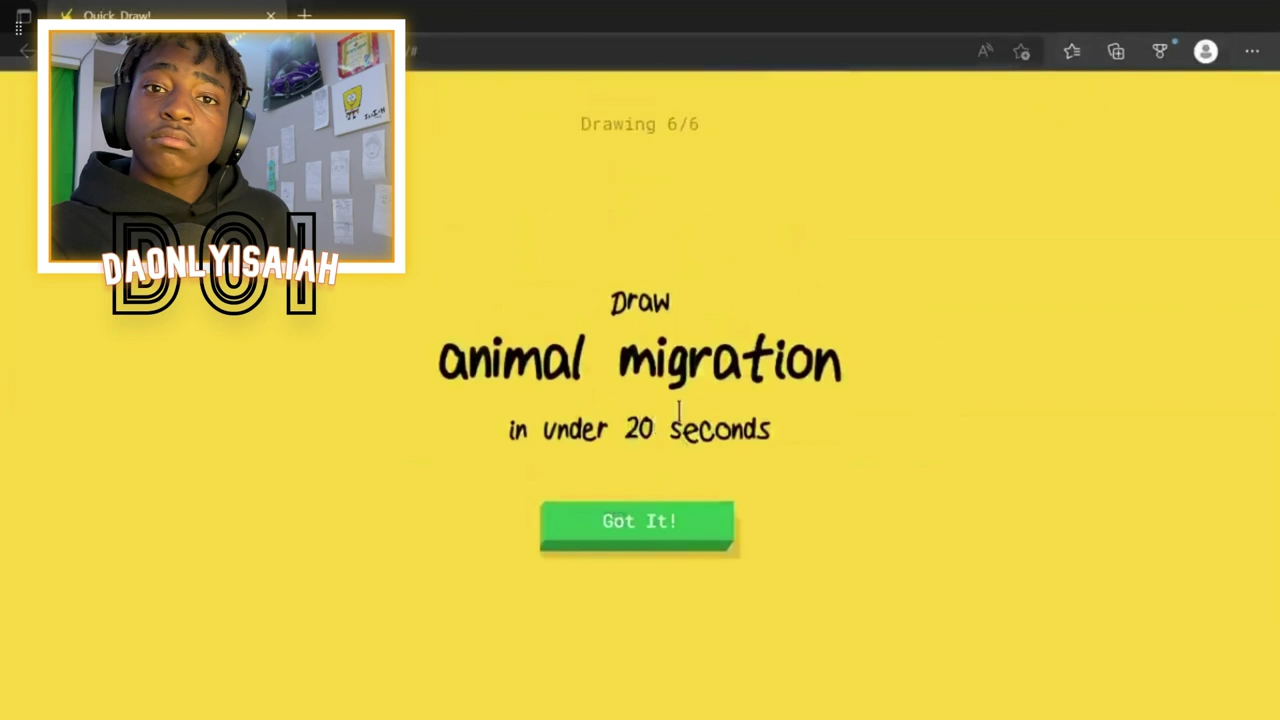 Quick, Draw!
/#
DOI
DAONLYISAIAH
Drawing 6/6
Draw
animal migration
in under 20 seconds
Got It!